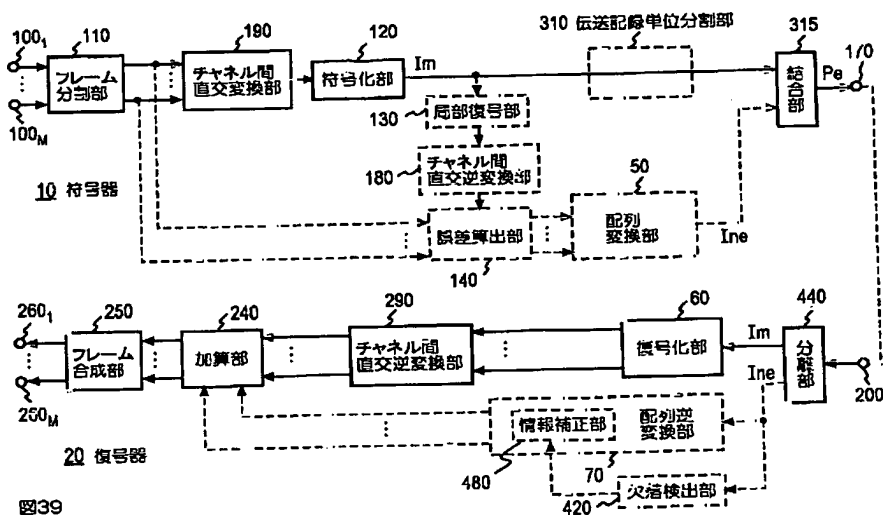 100₁
110
フレーム
分割部
100M
190
チャネル間
直交変換部
120
符号化部
Im
310 伝送記録単位分割部
315
結合部
Pe
170
130
局部復号部
180
チャネル間
直交逆変換部
10 符号器
誤差算出部
140
50
配列
変換部
Ine
260₁
250
フレーム
合成部
260M
240
加算部
290
チャネル間
直交逆変換部
60
復号化部
Im
440
分離部
Ine
200
情報補正部
配列逆
変換部
480
70
20 復号器
420
欠落検出部
図39